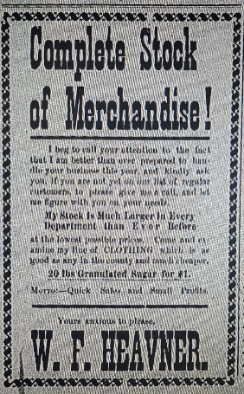 Complete Stock
of Merchandise!
I beg to call your attention to the fact
that I am better than ever prepared to han-
dle your business this year, and kindly ask
you, if you are not yet on our list of regular
customers, to please give me a call, and let
me figure with you on your needs.
My Stock Is Much Larger in Every
Department than Ever Before
at the lowest possible prices. Come and ex-
amine my line of CLOTHING which is as
good as any in the county and much cheaper.
20 lbs Granulated Sugar for $1.
MOTTO:—Quick Sales and Small Profits.
Yours anxious to please,
W. F. HEAVNER.